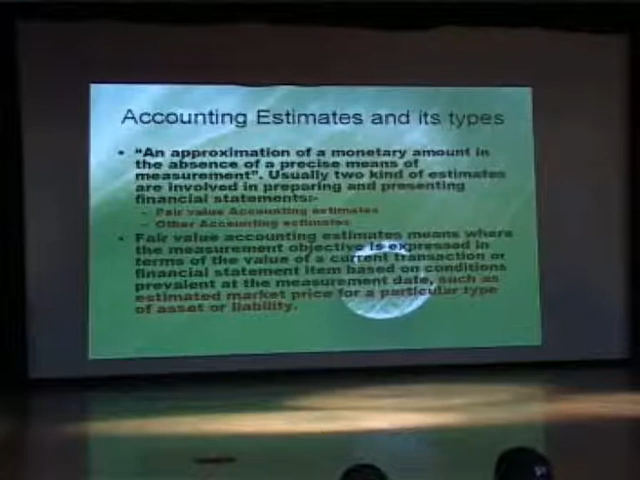 Accounting Estimates and its types
• "An approximation of a monetary amount in
the absence of a precise means of
measurement". Usually two kind of estimates
are involved in preparing and presenting
financial statements:-
– Fair value Accounting estimates
– Other Accounting estimates
• Fair value accounting estimates means where
the measurement objective is expressed in
terms of the value of a current transaction or
financial statement item based on conditions
prevalent at the measurement date, such as
estimated market price for a particular type
of asset or liability.